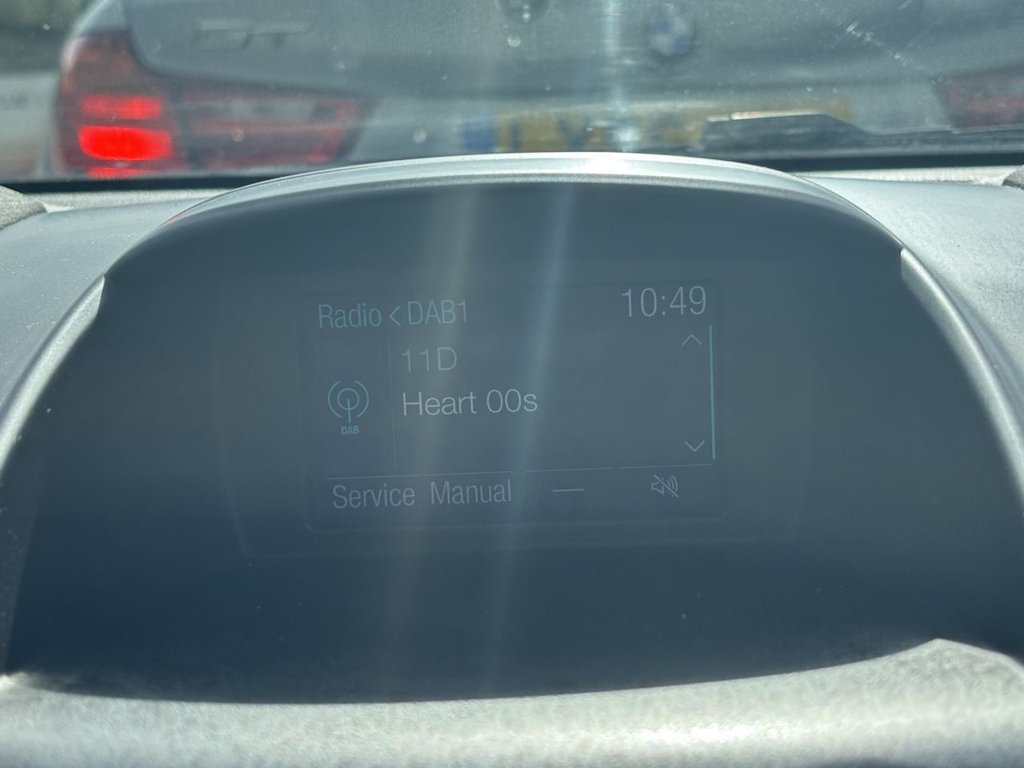 Radio < DAB1 10:49
11D
Heart 00s
DAB
Service Manual